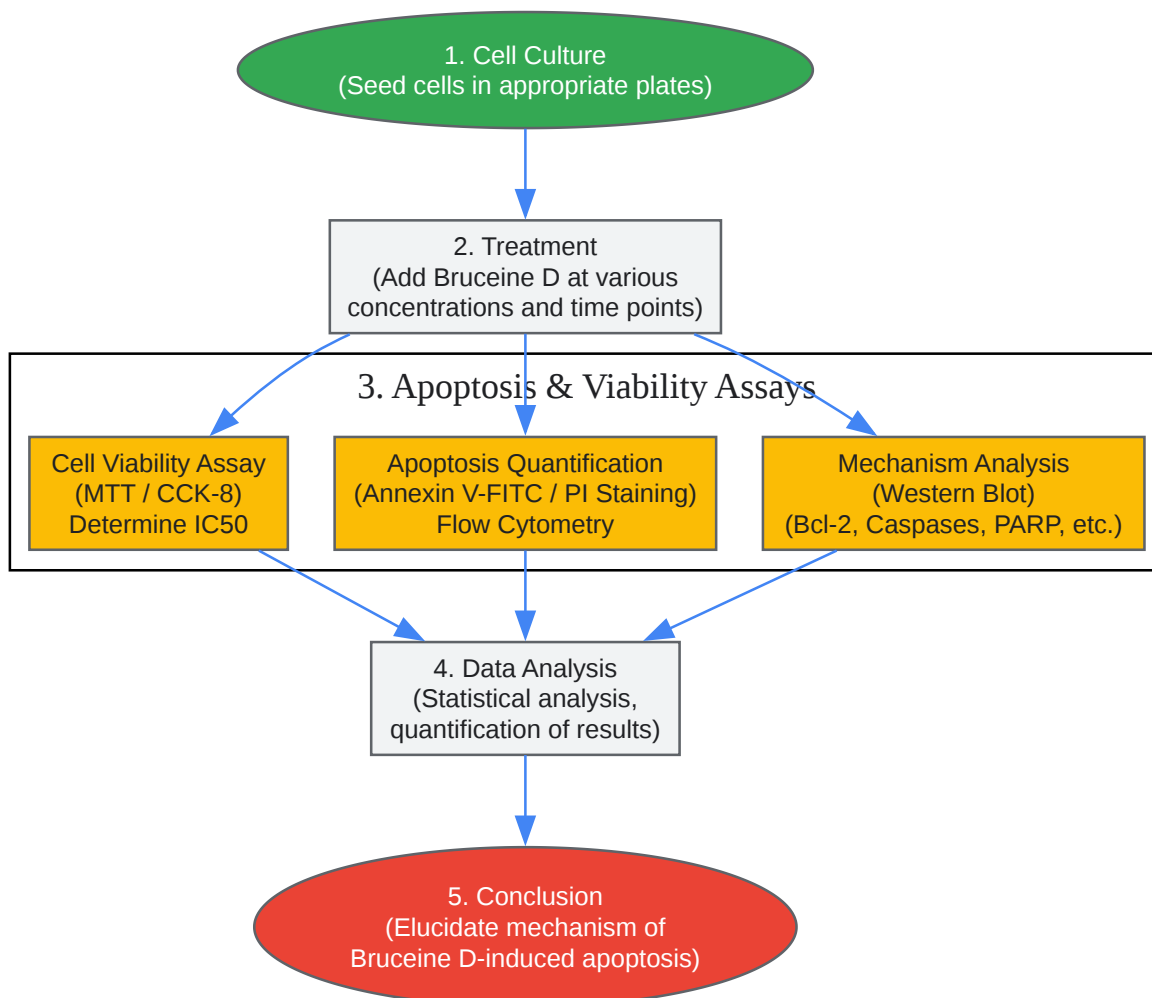 1. Cell Culture
(Seed cells in appropriate plates)
2. Treatment
(Add Bruceine D at various
concentrations and time points)
3. Apoptosis & Viability Assays
Cell Viability Assay
(MTT / CCK-8)
Determine IC50
Apoptosis Quantification
(Annexin V-FITC / PI Staining)
Flow Cytometry
Mechanism Analysis
(Western Blot)
(Bcl-2, Caspases, PARP, etc.)
4. Data Analysis
(Statistical analysis,
quantification of results)
5. Conclusion
(Elucidate mechanism of
Bruceine D-induced apoptosis)